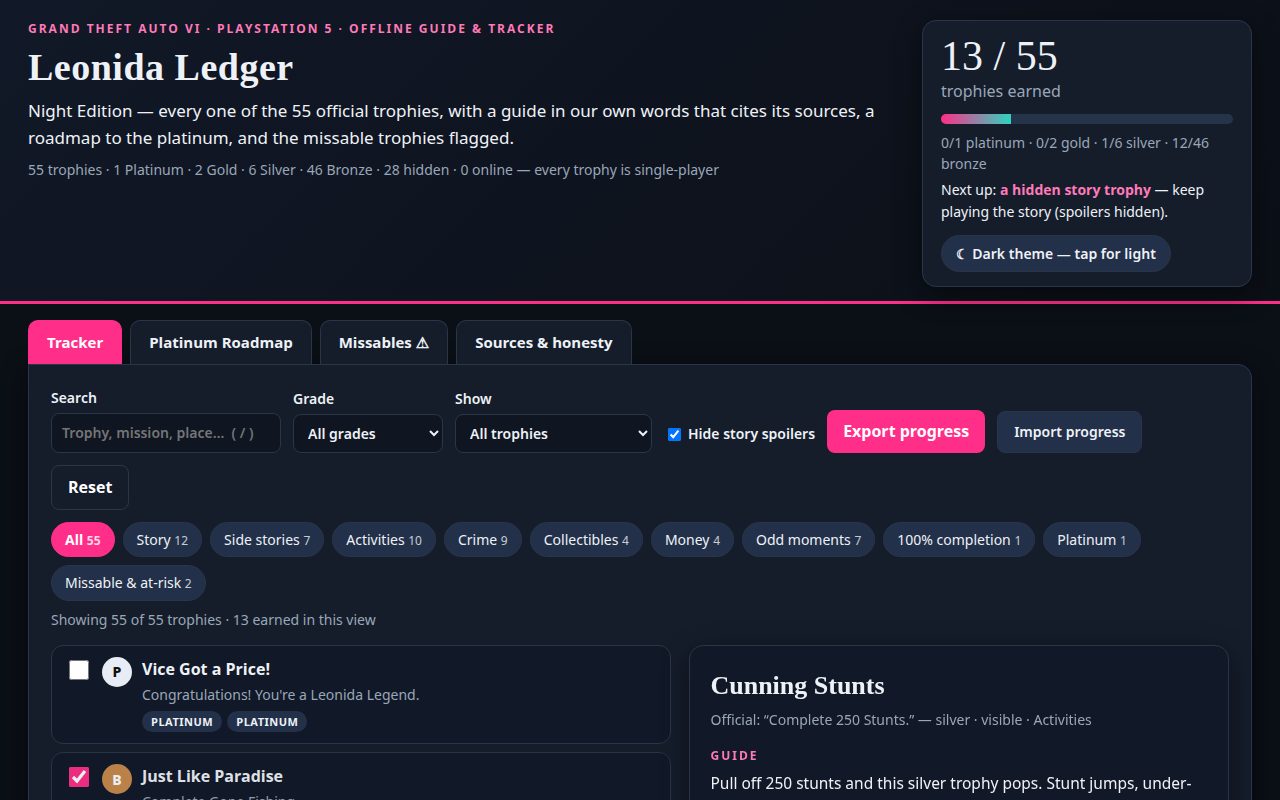 GRAND THEFT AUTO VI · PLAYSTATION 5 · OFFLINE GUIDE & TRACKER
Leonida Ledger
Night Edition — every one of the 55 official trophies, with a guide in our own words that cites its sources, a
roadmap to the platinum, and the missable trophies flagged.
55 trophies · 1 Platinum · 2 Gold · 6 Silver · 46 Bronze · 28 hidden · 0 online — every trophy is single-player
13 / 55
trophies earned
0/1 platinum · 0/2 gold · 1/6 silver · 12/46
bronze
Next up: a hidden story trophy — keep
playing the story (spoilers hidden).
☾ Dark theme — tap for light
Tracker
Platinum Roadmap
Missables ⚠
Sources & honesty
Search
Grade
Show
Trophy, mission, place… ( / )
All grades
All trophies
Hide story spoilers
Export progress
Import progress
Reset
All 55
Story 12
Side stories 7
Activities 10
Crime 9
Collectibles 4
Money 4
Odd moments 7
100% completion 1
Platinum 1
Missable & at-risk 2
Showing 55 of 55 trophies · 13 earned in this view
P
Vice Got a Price!
Congratulations! You're a Leonida Legend.
PLATINUM
PLATINUM
B
Just Like Paradise
Complete Gone Fishing.
Cunning Stunts
Official: “Complete 250 Stunts.” — silver · visible · Activities
GUIDE
Pull off 250 stunts and this silver trophy pops. Stunt jumps, under-